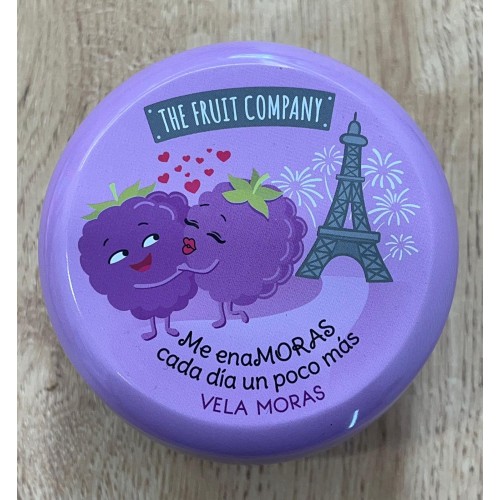 THE FRUIT COMPANY
Me enaMORAS
cada día un poco más
VELA MORAS